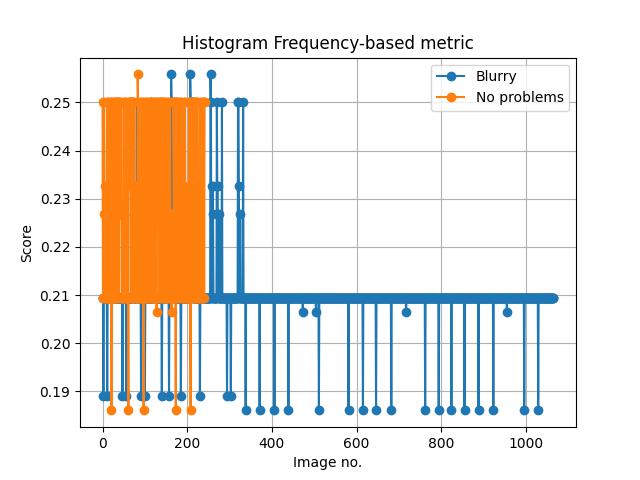 Histogram Frequency-based metric
Blurry
No problems
0.25
0.24
0.23
0.22
0.21
0.20
0.19
Score
0
200
400
600
800
1000
Image no.